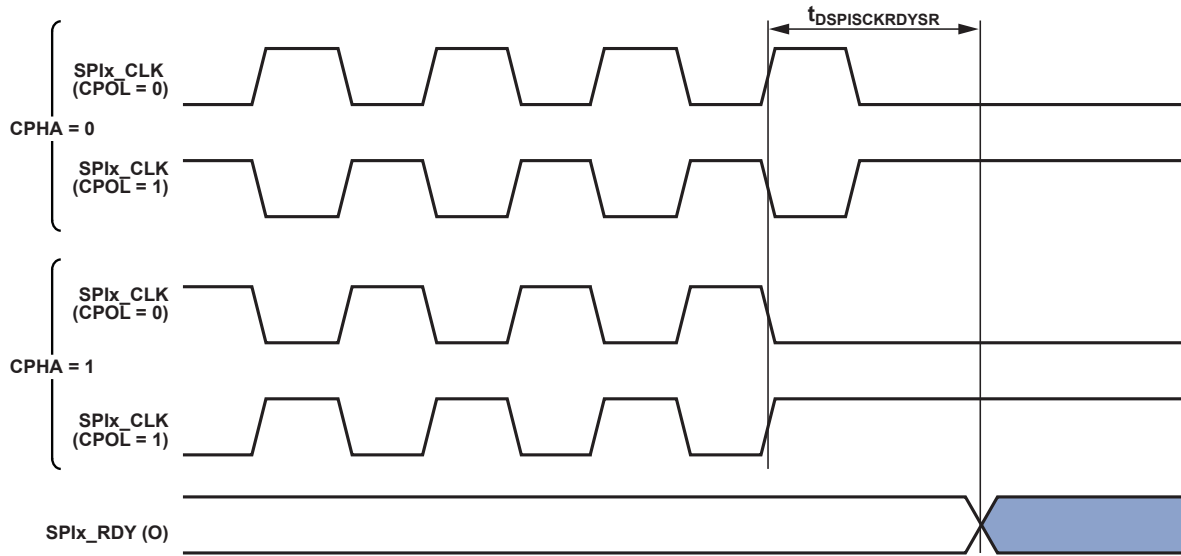 tDSPISCKRDYSR
SPIx_CLK
(CPOL = 0)
CPHA = 0
SPIx_CLK
(CPOL = 1)
SPIx_CLK
(CPOL = 0)
CPHA = 1
SPIx_CLK
(CPOL = 1)
SPIx_RDY (O)